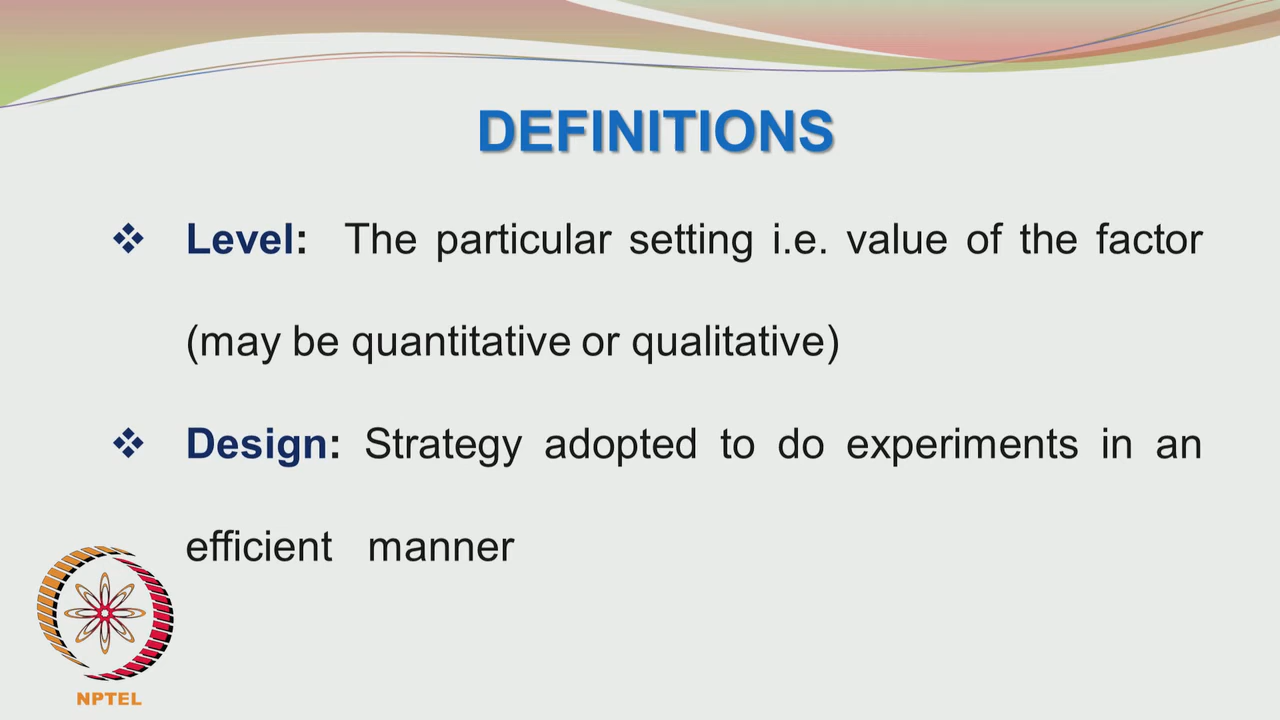 DEFINITIONS
❖ Level: The particular setting i.e. value of the factor
(may be quantitative or qualitative)
❖ Design: Strategy adopted to do experiments in an
efficient manner
NPTEL